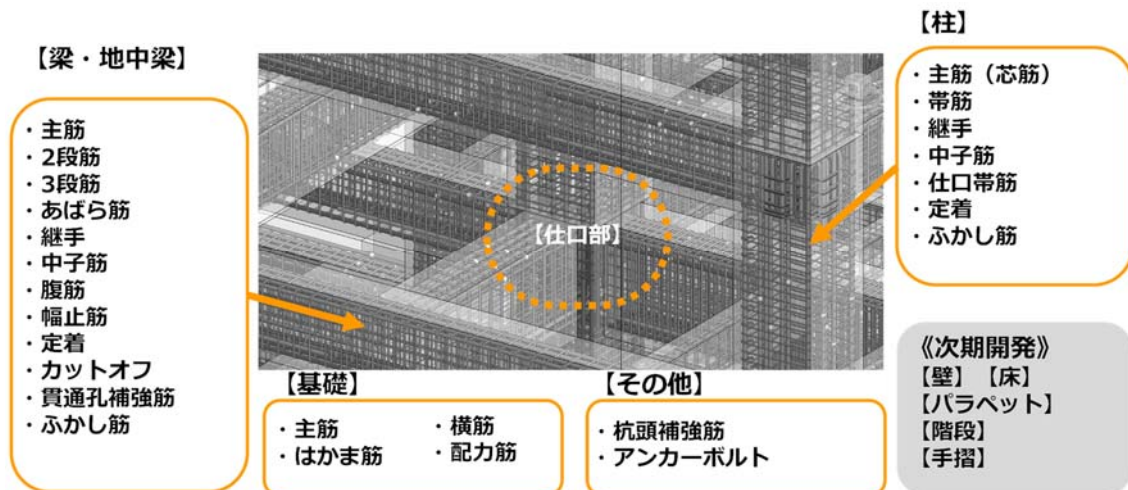 【梁・地中梁】
・主筋
・2段筋
・3段筋
・あばら筋
・継手
・中子筋
・腹筋
・幅止筋
・定着
・カットオフ
・貫通孔補強筋
・ふかし筋
【仕口部】
【柱】
・主筋（芯筋）
・帯筋
・継手
・中子筋
・仕口帯筋
・定着
・ふかし筋
【基礎】
・主筋 ・横筋
・はかま筋 ・配力筋
【その他】
・杭頭補強筋
・アンカーボルト
《次期開発》
【壁】【床】
【パラペット】
【階段】
【手摺】